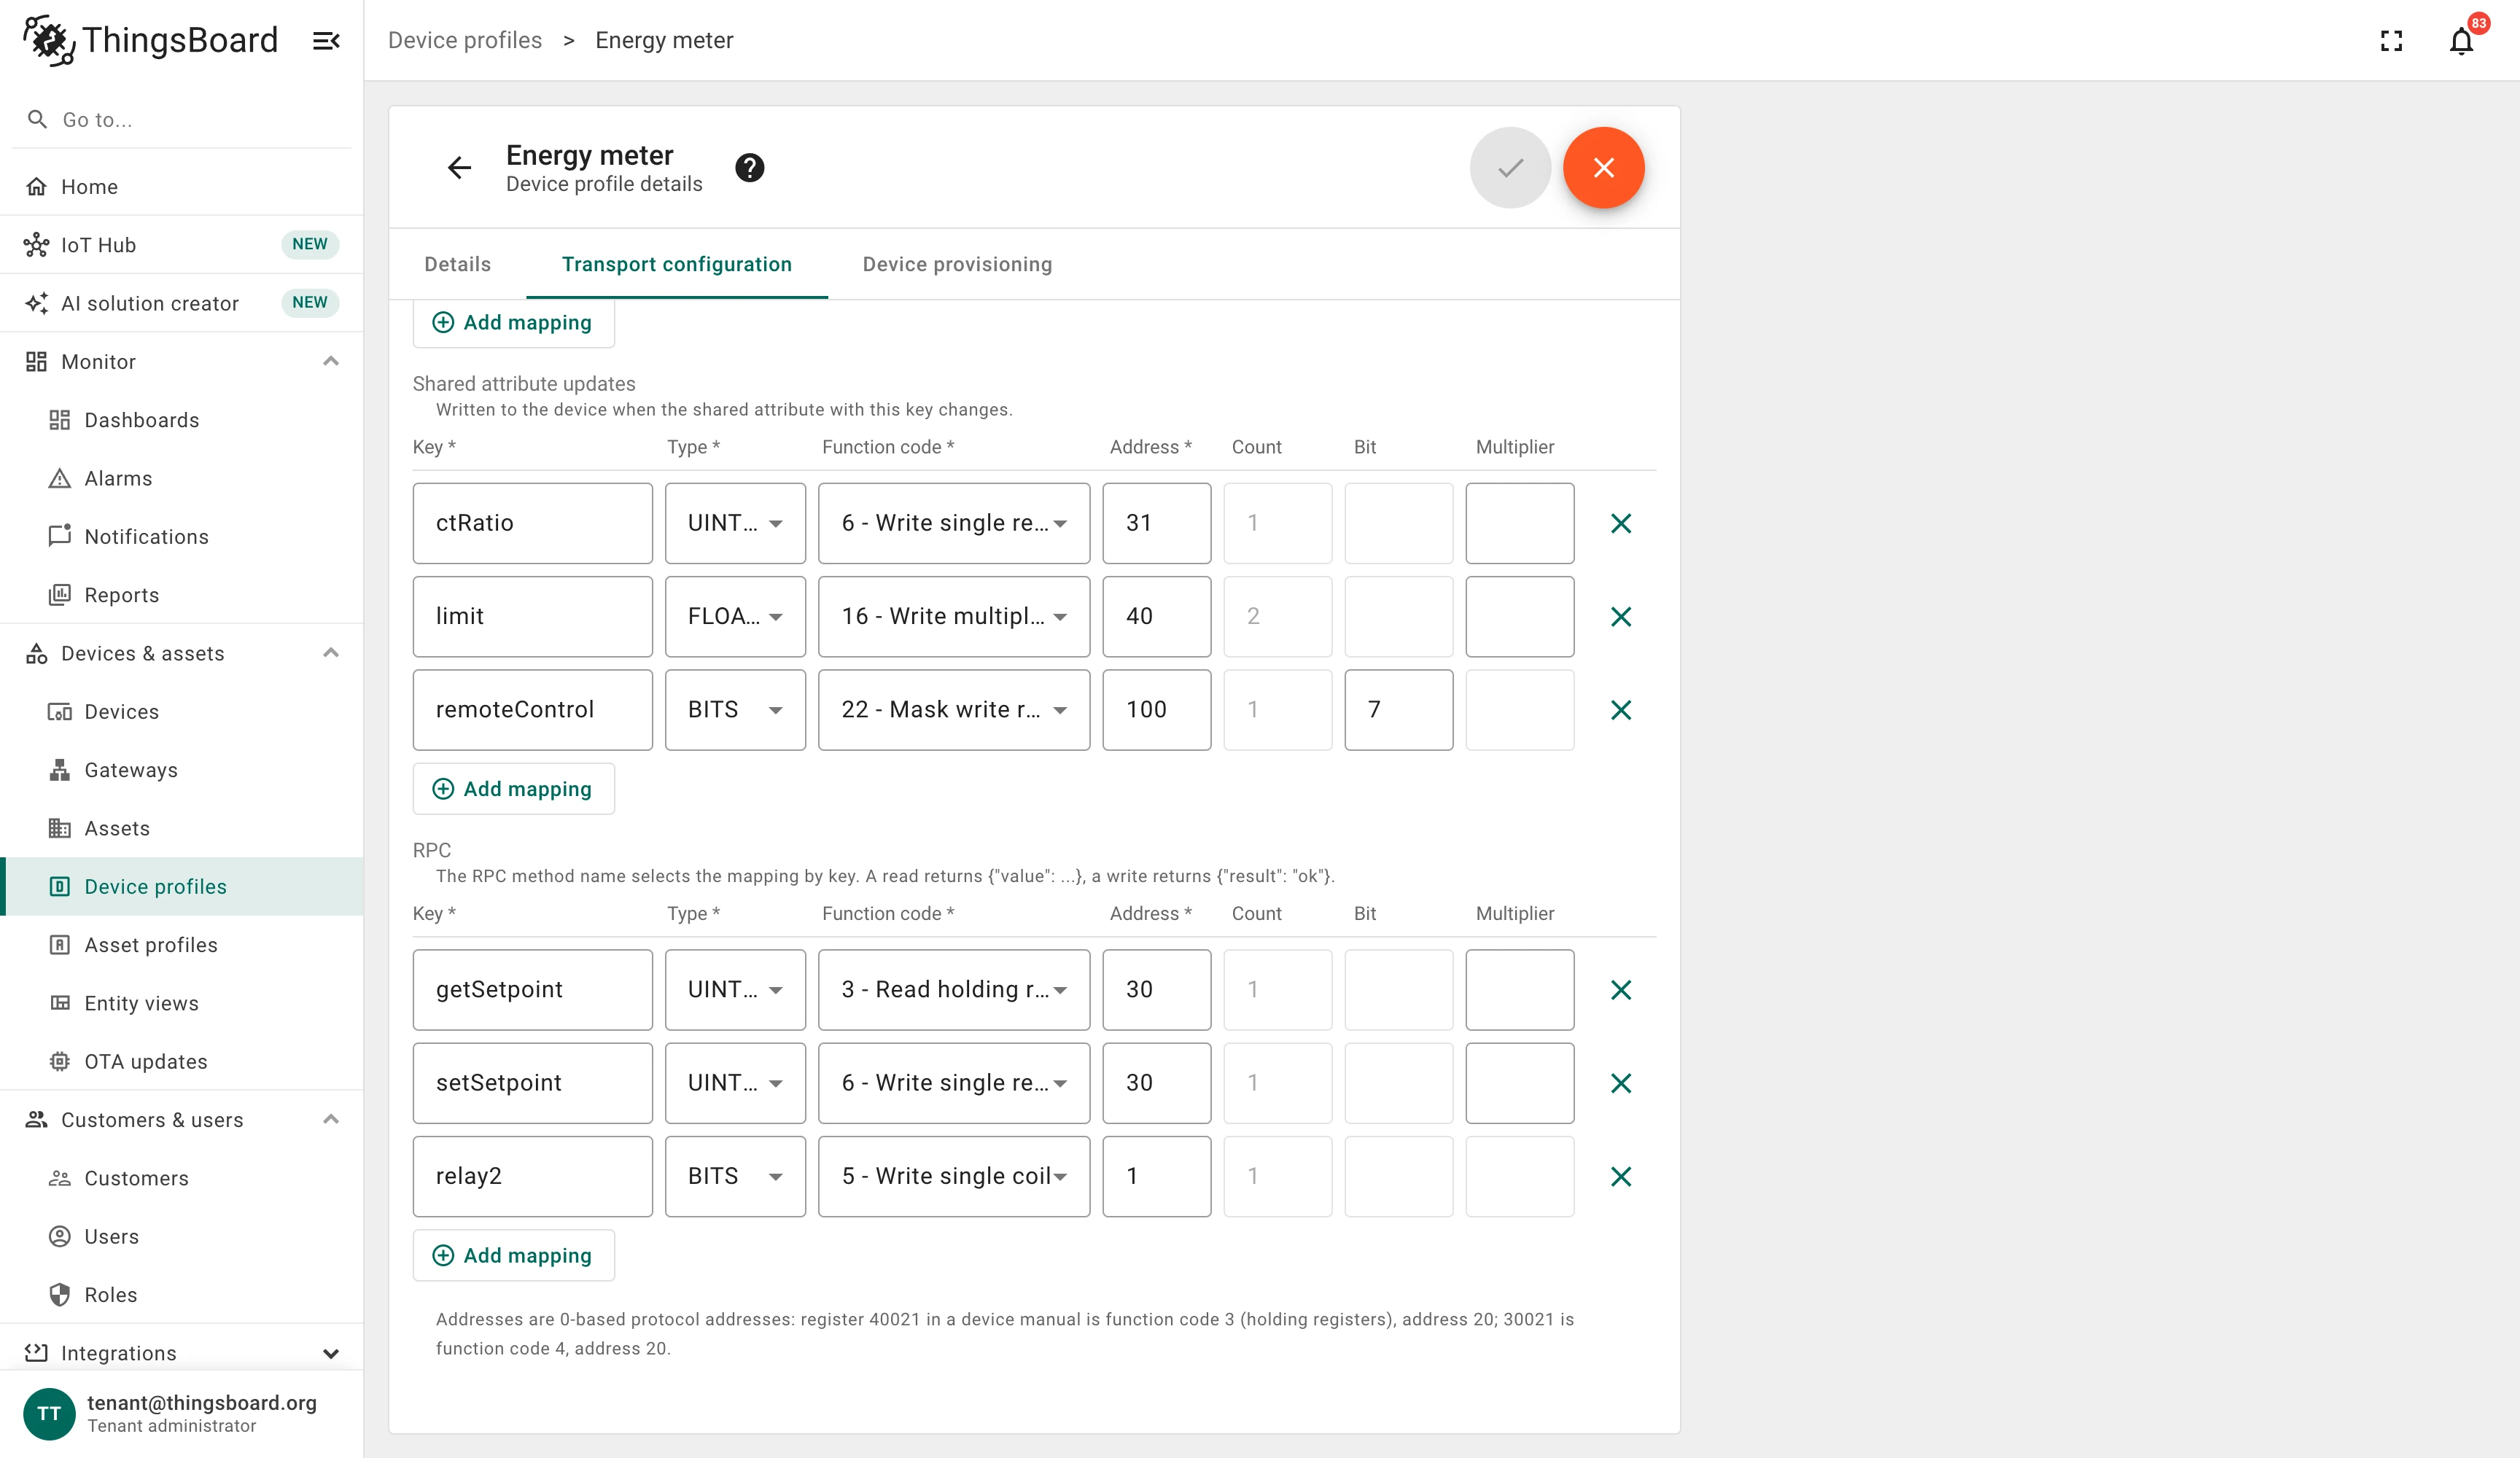 ThingsBoard
Device profiles > Energy meter
83
Go to...
Home
IoT Hub NEW
AI solution creator NEW
Monitor
Dashboards
Alarms
Notifications
Reports
Devices & assets
Devices
Gateways
Assets
Device profiles
Asset profiles
Entity views
OTA updates
Customers & users
Customers
Users
Roles
Integrations
TT
tenant@thingsboard.org
Tenant administrator
Energy meter
Device profile details
Details Transport configuration Device provisioning
Add mapping
Shared attribute updates
Written to the device when the shared attribute with this key changes.
Key * Type * Function code * Address * Count Bit Multiplier
ctRatio UINT... 6 - Write single re... 31 1
limit FLOA... 16 - Write multipl... 40 2
remoteControl BITS 22 - Mask write r... 100 1 7
Add mapping
RPC
The RPC method name selects the mapping by key. A read returns {"value": ...}, a write returns {"result": "ok"}.
Key * Type * Function code * Address * Count Bit Multiplier
getSetpoint UINT... 3 - Read holding r... 30 1
setSetpoint UINT... 6 - Write single re... 30 1
relay2 BITS 5 - Write single coil 1 1
Add mapping
Addresses are 0-based protocol addresses: register 40021 in a device manual is function code 3 (holding registers), address 20; 30021 is
function code 4, address 20.